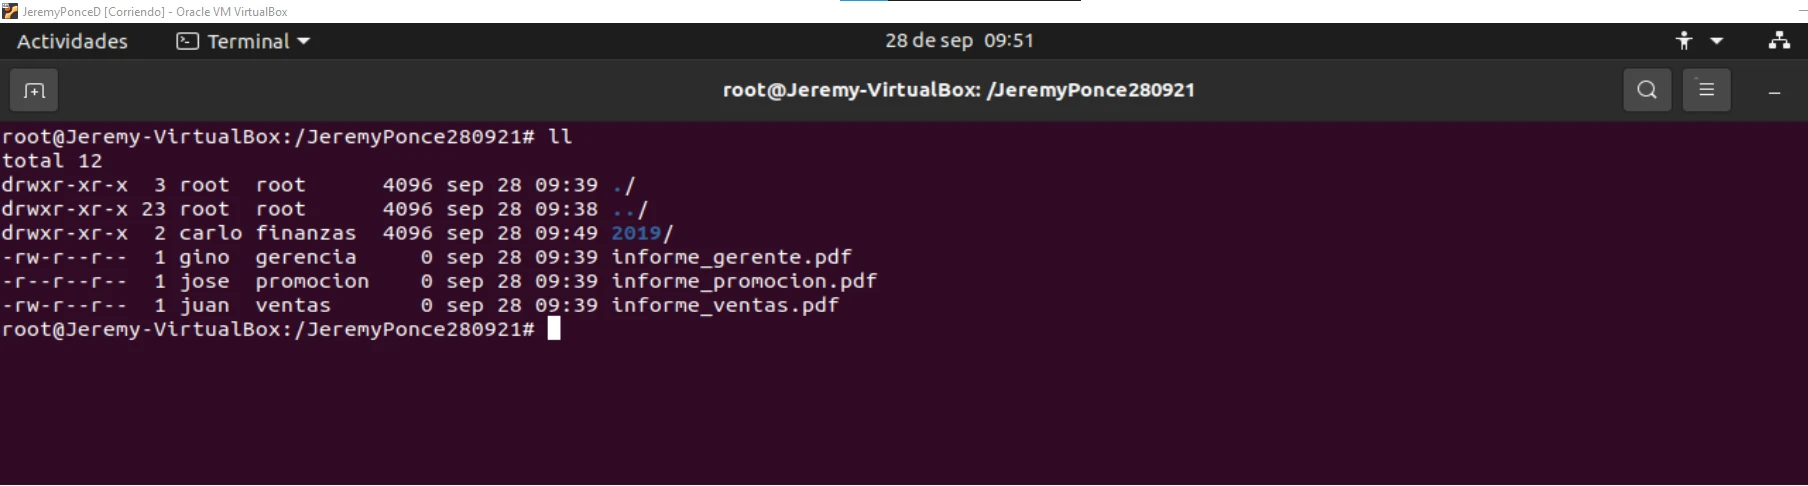 JeremyPonceD [Corriendo] - Oracle VM VirtualBox
Actividades Terminal 28 de sep 09:51
root@Jeremy-VirtualBox: /JeremyPonce280921
root@Jeremy-VirtualBox:/JeremyPonce280921# ll
total 12
drwxr-xr-x  3 root  root      4096 sep 28 09:39 ./
drwxr-xr-x 23 root  root      4096 sep 28 09:38 ../
drwxr-xr-x  2 carlo finanzas  4096 sep 28 09:49 2019/
-rw-r--r--  1 gino  gerencia     0 sep 28 09:39 informe_gerente.pdf
-r--r--r--  1 jose  promocion    0 sep 28 09:39 informe_promocion.pdf
-rw-r--r--  1 juan  ventas       0 sep 28 09:39 informe_ventas.pdf
root@Jeremy-VirtualBox:/JeremyPonce280921#